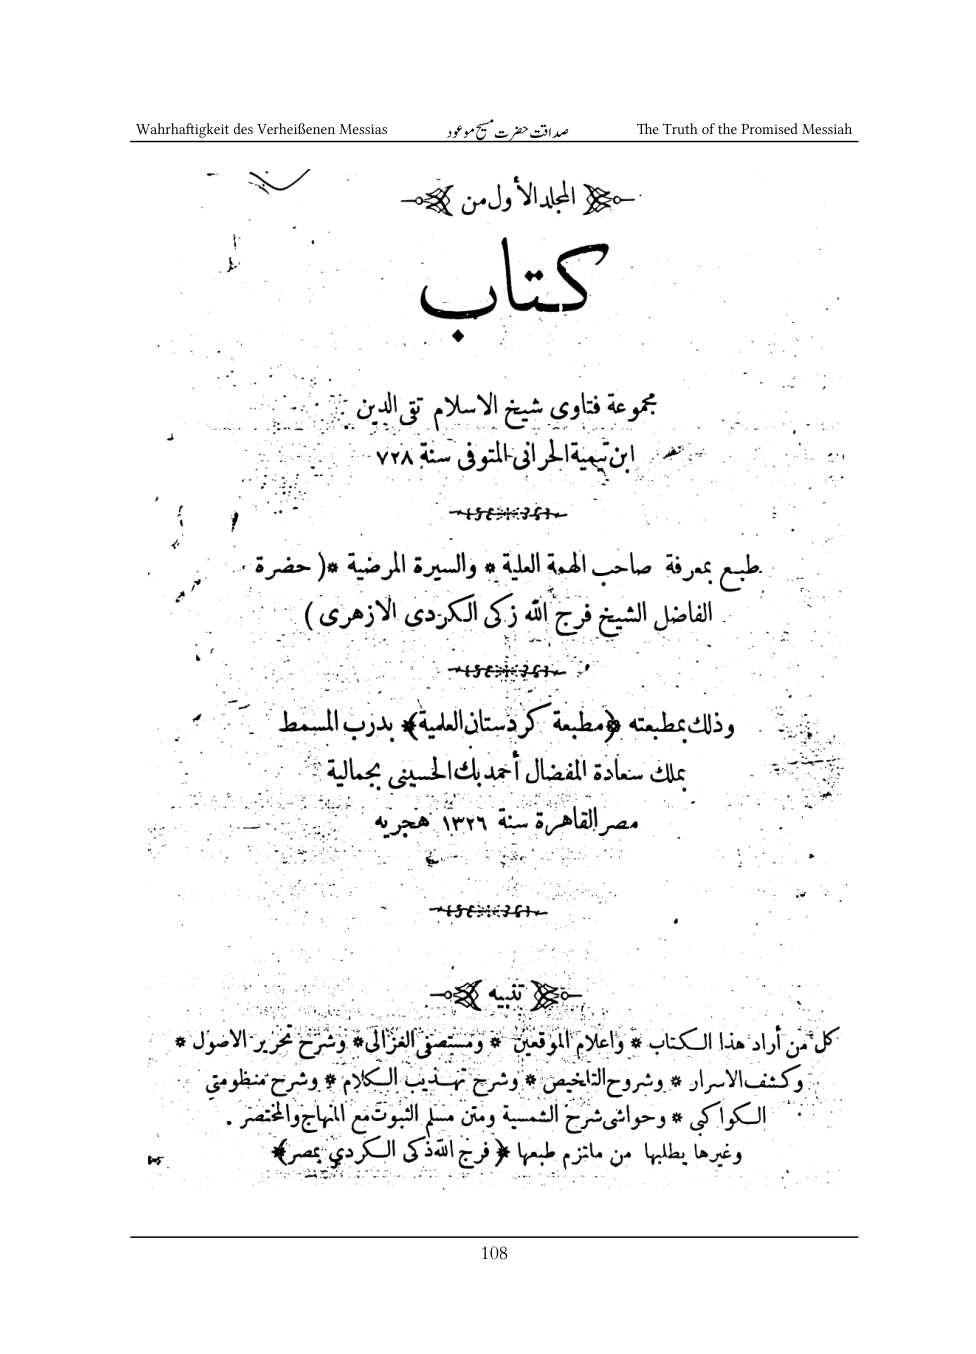 Wahrhaftigkeit des Verheißenen Messias صداقت حضرت مسیح موعود The Truth of the Promised Messiah
المجلد الأول من
كتاب
مجموعة فتاوى شيخ الاسلام تقى الدين
ابن تيمية الحرانى المتوفى سنة ٧٢٨
طبع بمعرفة صاحب الهمة العلية * والسيرة المرضية *( حضرة
الفاضل الشيخ فرج الله زكى الكردى الازهرى )
وذلك بمطبعته ﴿مطبعة كردستان العلمية﴾ بدرب المسمط
بملك سعادة المفضال أحمد بك الحسينى بجمالية
مصر القاهرة سنة ١٣٢٦ هجريه
تنبيه
كل من أراد هذا الكتاب * واعلام الموقعين * ومستصفى الغزالى * وشرح تحرير الاصول *
وكشف الاسرار * وشروح التلخيص * وشرح تهذيب الكلام * وشرح منظومتي
الكواكبى * وحواشى شرح الشمسية ومتن مسلم الثبوت مع المنهاج والمختصر .
وغيرها يطلبها من ملتزم طبعها ﴿ فرج الله ذكى الكردي بمصر ﴾
108